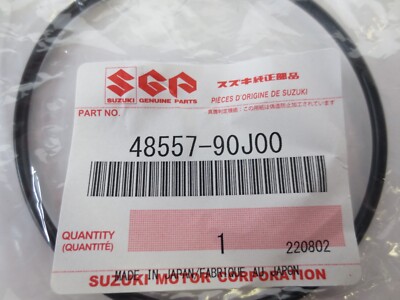 SGP
スズキ純正部品
SUZUKI GENUINE PARTS
PIÈCES D'ORIGINE DE SUZUKI
PART NO.
48557-90J00
QUANTITY
(QUANTITÉ)
1
220802
MADE IN JAPAN/FABRIQUE AU JAPON
SUZUKI MOTOR CORPORATION